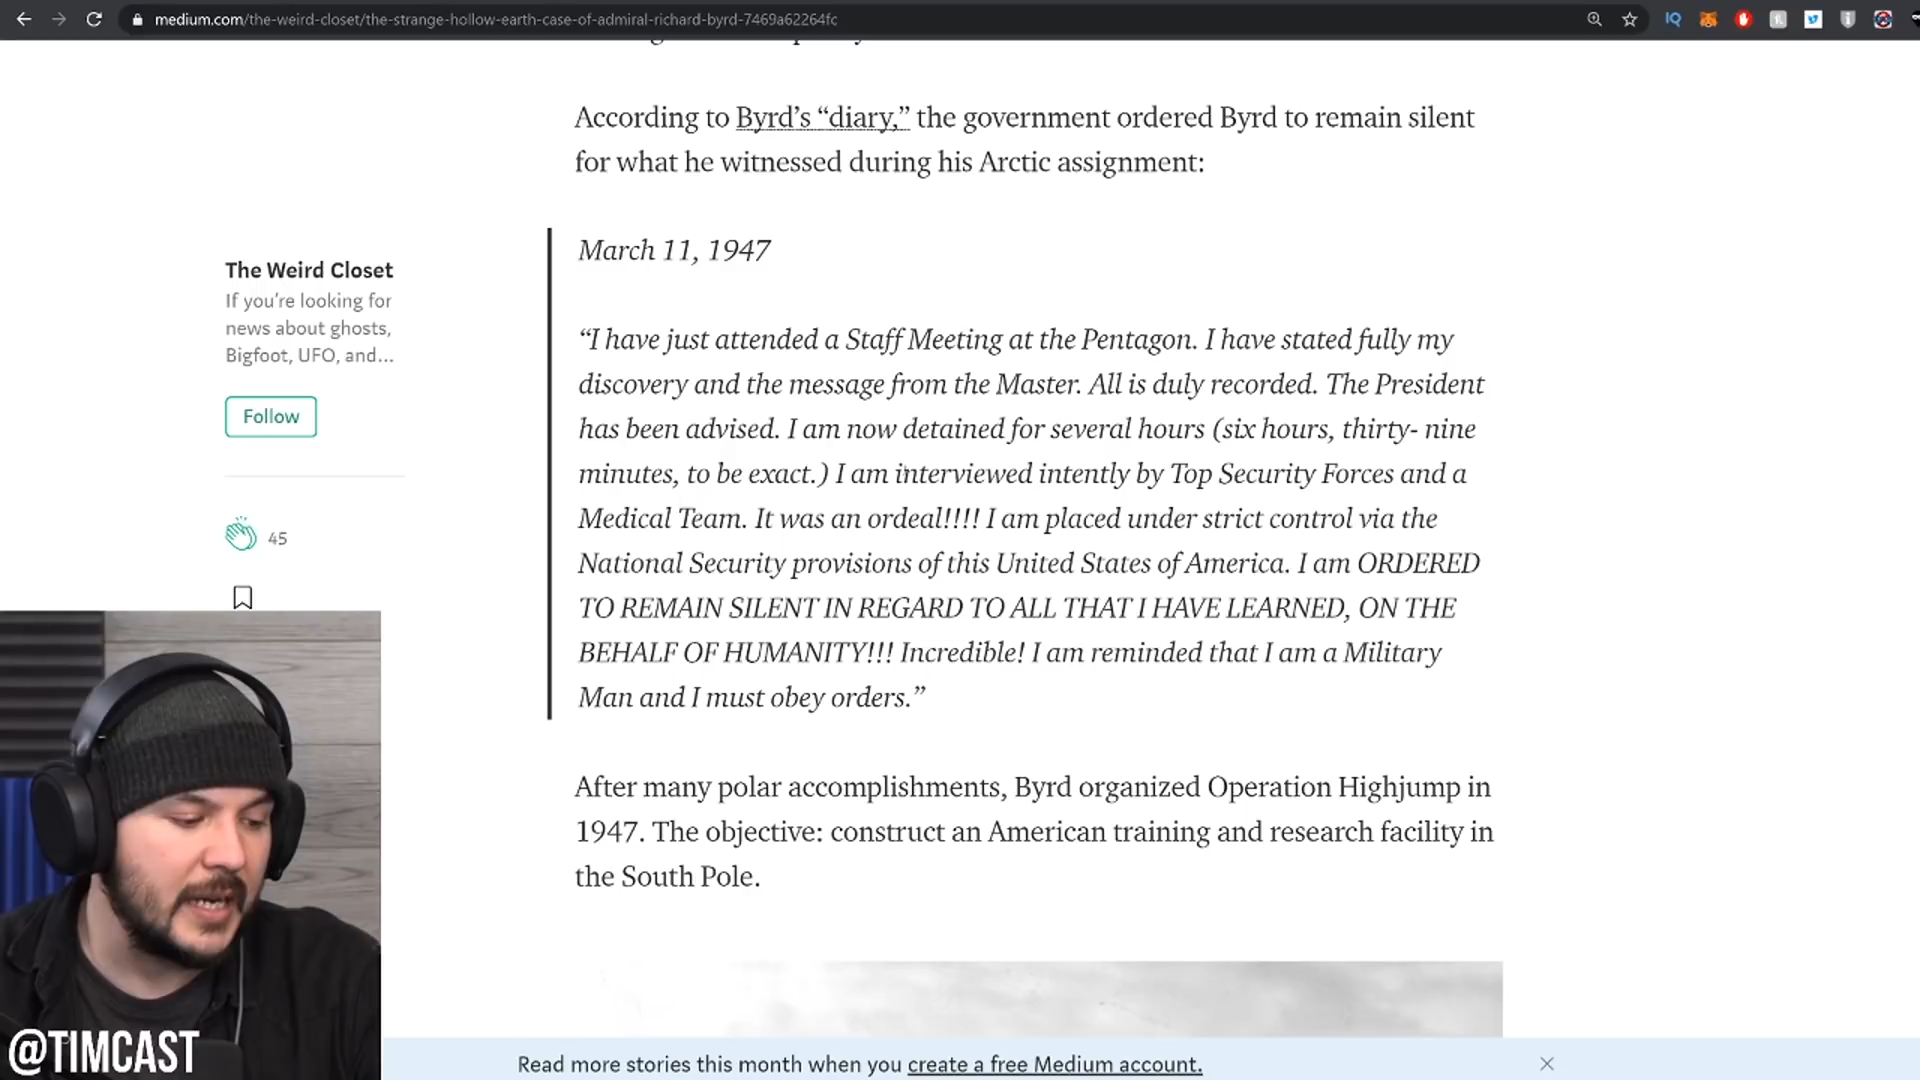 medium.com/the-weird-closet/the-strange-hollow-earth-case-of-admiral-richard-byrd-7469a62264fc
IQ
According to Byrd’s “diary,” the government ordered Byrd to remain silent
for what he witnessed during his Arctic assignment:
March 11, 1947
“I have just attended a Staff Meeting at the Pentagon. I have stated fully my
discovery and the message from the Master. All is duly recorded. The President
has been advised. I am now detained for several hours (six hours, thirty- nine
minutes, to be exact.) I am interviewed intently by Top Security Forces and a
Medical Team. It was an ordeal!!!! I am placed under strict control via the
National Security provisions of this United States of America. I am ORDERED
TO REMAIN SILENT IN REGARD TO ALL THAT I HAVE LEARNED, ON THE
BEHALF OF HUMANITY!!! Incredible! I am reminded that I am a Military
Man and I must obey orders.”
After many polar accomplishments, Byrd organized Operation Highjump in
1947. The objective: construct an American training and research facility in
the South Pole.
The Weird Closet
If you’re looking for
news about ghosts,
Bigfoot, UFO, and...
Follow
45
@TIMCAST
Read more stories this month when you create a free Medium account.